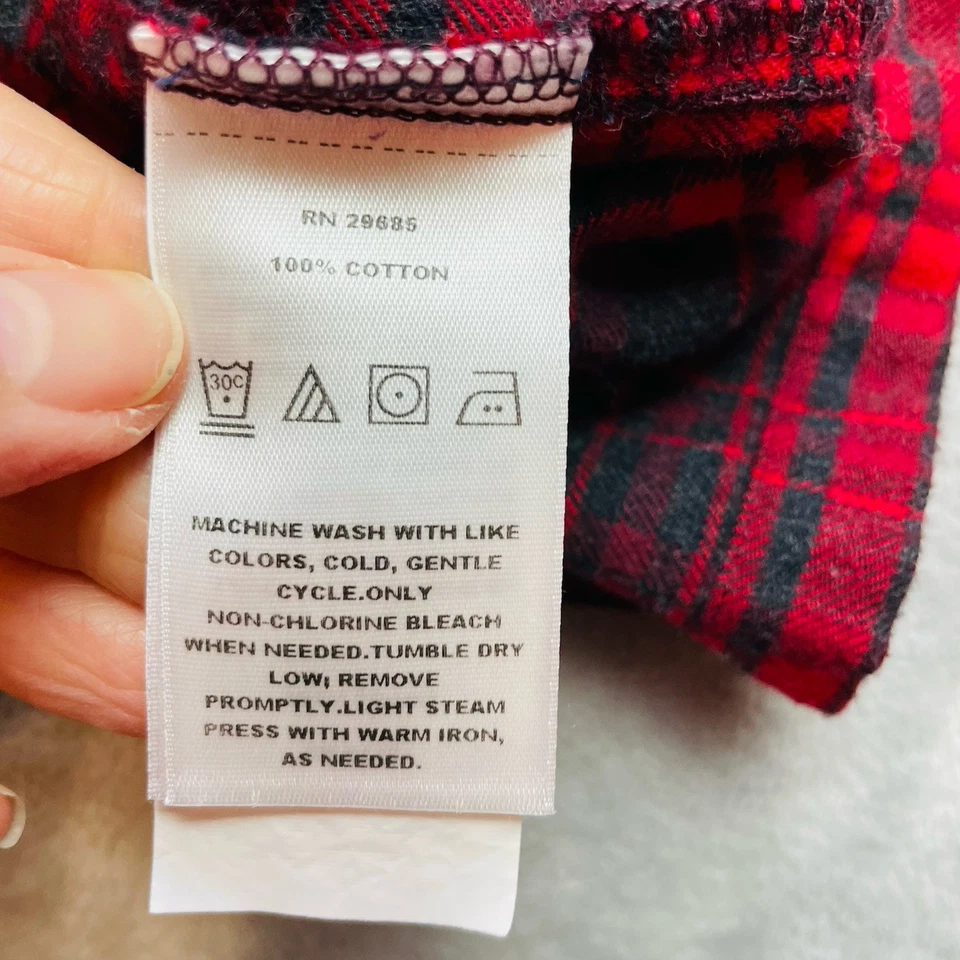 RN 29685
100% COTTON
30C
MACHINE WASH WITH LIKE
COLORS, COLD, GENTLE
CYCLE.ONLY
NON-CHLORINE BLEACH
WHEN NEEDED.TUMBLE DRY
LOW; REMOVE
PROMPTLY.LIGHT STEAM
PRESS WITH WARM IRON,
AS NEEDED.